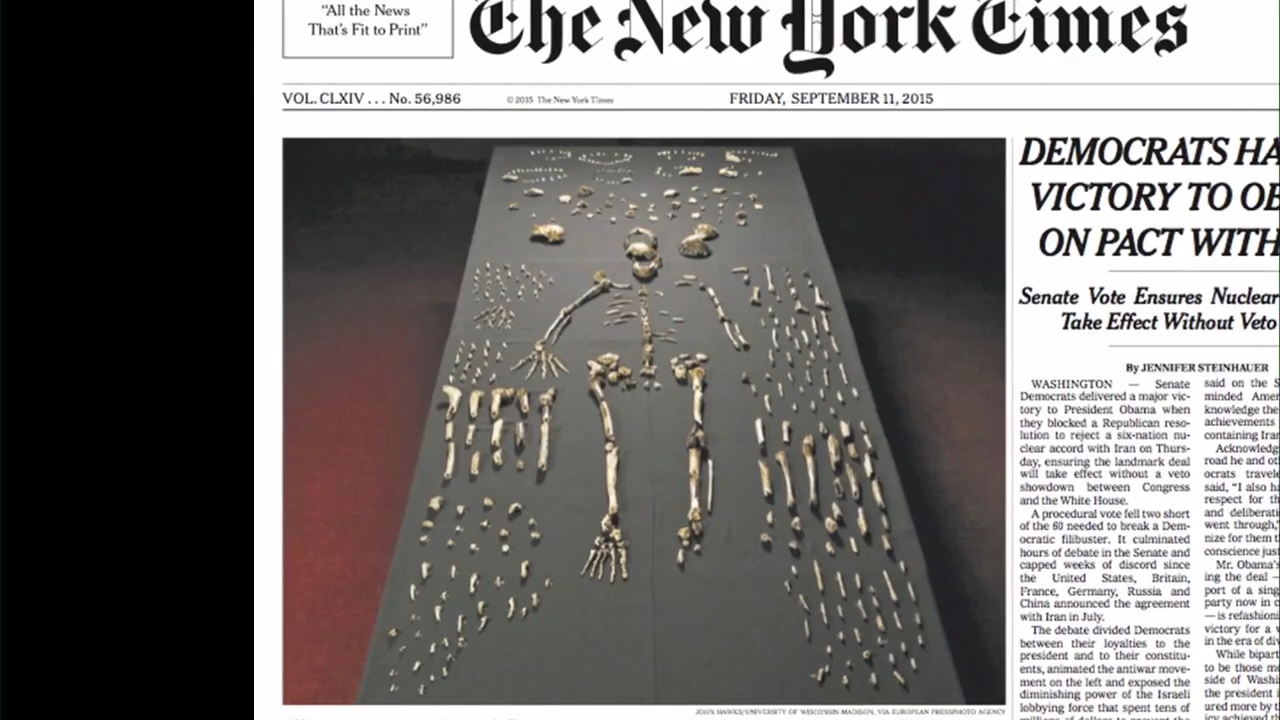 “All the News
That’s Fit to Print”
The New York Times
VOL. CLXIV . . . No. 56,986
© 2015 The New York Times
FRIDAY, SEPTEMBER 11, 2015
DEMOCRATS HA
VICTORY TO OB
ON PACT WITH
Senate Vote Ensures Nuclear
Take Effect Without Veto
By JENNIFER STEINHAUER
WASHINGTON — Senate
Democrats delivered a major vic-
tory to President Obama when
they blocked a Republican reso-
lution to reject a six-nation nu-
clear accord with Iran on Thurs-
day, ensuring the landmark deal
will take effect without a veto
showdown between Congress
and the White House.
A procedural vote fell two short
of the 60 needed to break a Dem-
ocratic filibuster. It culminated
hours of debate in the Senate and
capped weeks of discord since
the United States, Britain,
France, Germany, Russia and
China announced the agreement
with Iran in July.
The debate divided Democrats
between their loyalties to the
president and to their constitu-
ents, animated the antiwar move-
ment on the left and exposed the
diminishing power of the Israeli
lobbying force that spent tens of
said on the S
minded Amer
knowledge the
achievements
containing Iran
Acknowledg
road he and ot
ocrats travele
said, “I also ha
respect for th
and deliberati
went through,”
nize for them t
conscience just
Mr. Obama’s
ing the deal —
port of a sing
party now in c
— is refashioni
victory for a v
in the era of div
While bipart
to be those m
side of Washi
the president
ured more by t
JOHN HAWKS/UNIVERSITY OF WISCONSIN-MADISON, VIA EUROPEAN PRESSPHOTO AGENCY